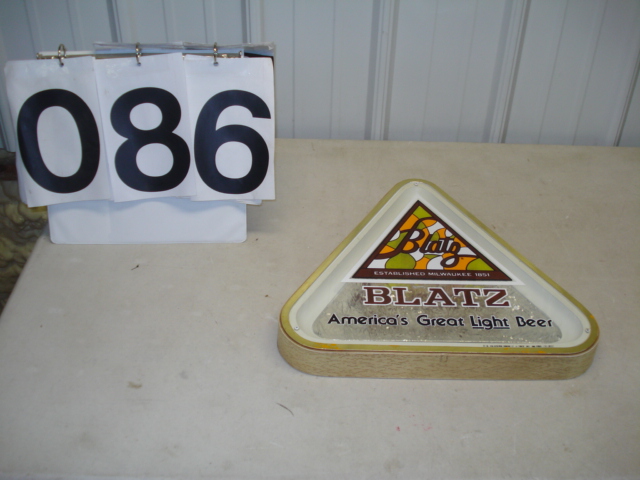 086
Blatz
ESTABLISHED MILWAUKEE 1851
BLATZ
America's Great Light Beer